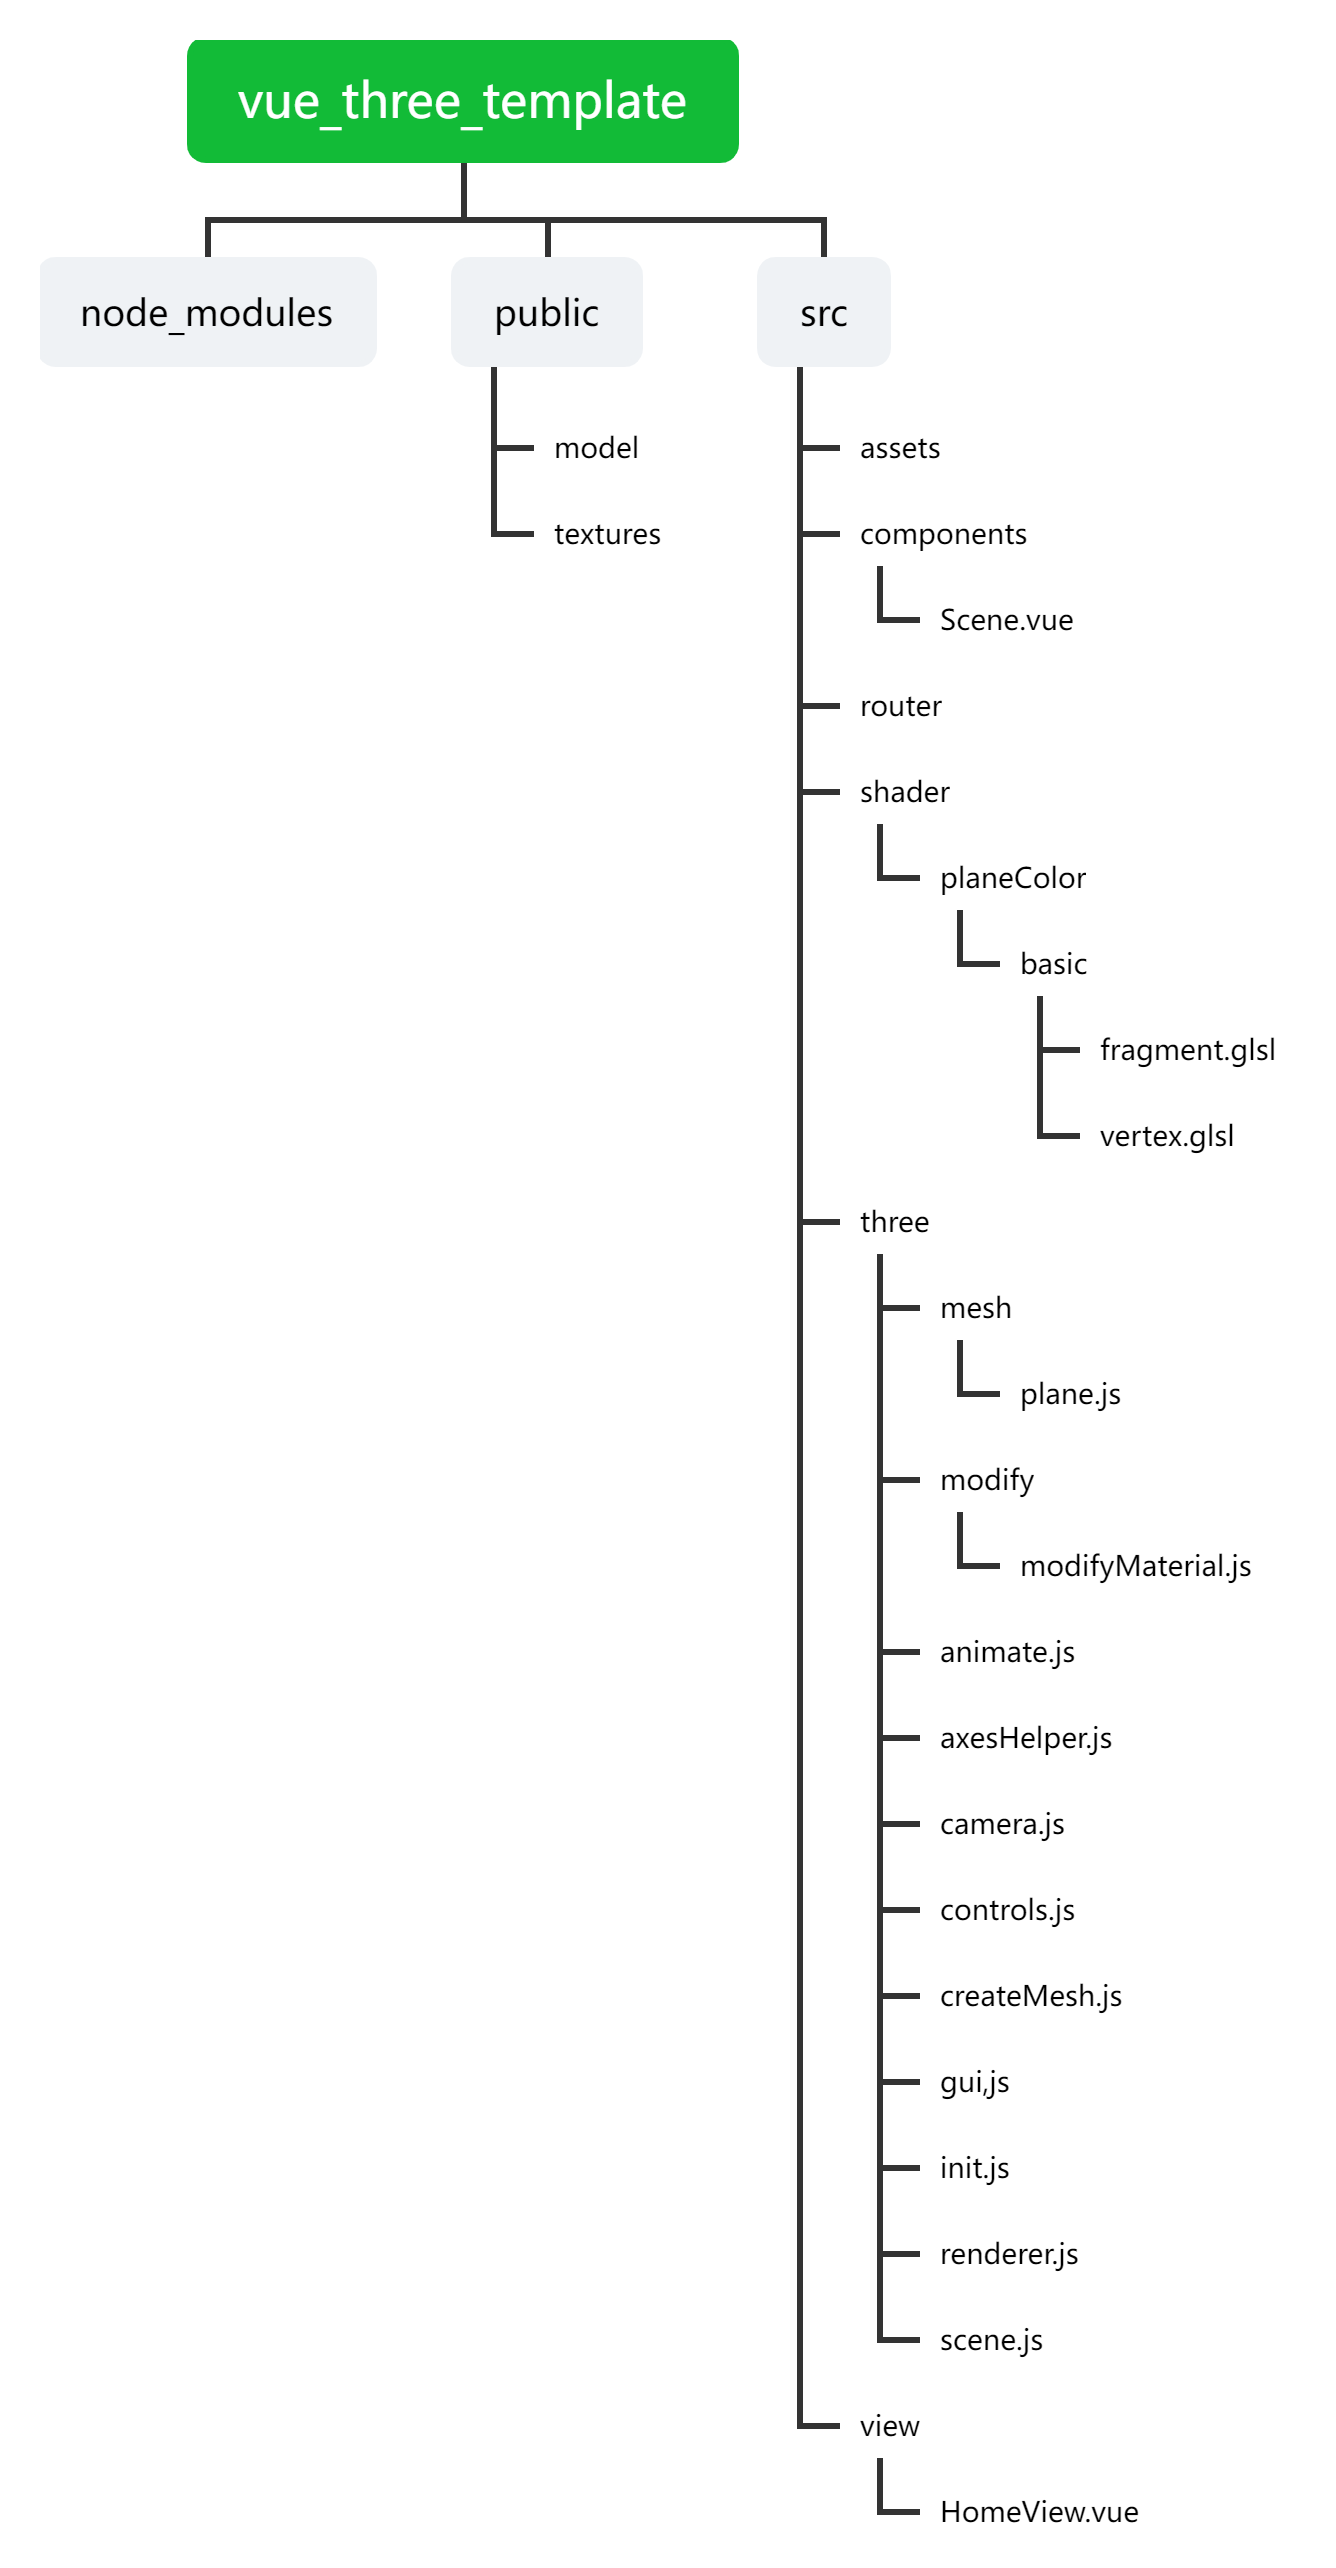 vue_three_template
node_modules
public
src
model
textures
assets
components
Scene.vue
router
shader
planeColor
basic
fragment.glsl
vertex.glsl
three
mesh
plane.js
modify
modifyMaterial.js
animate.js
axesHelper.js
camera.js
controls.js
createMesh.js
gui,js
init.js
renderer.js
scene.js
view
HomeView.vue